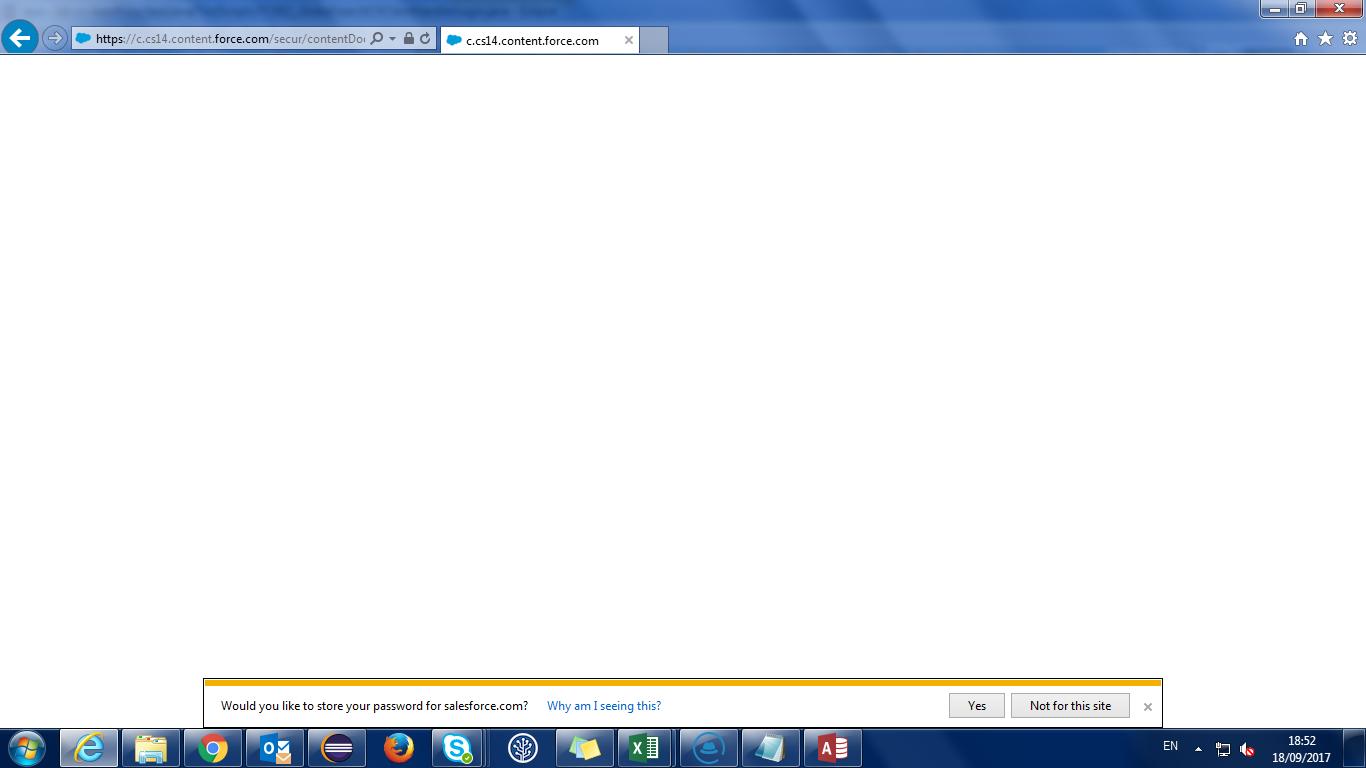 https://c.cs14.content.force.com/secur/contentDo
c.cs14.content.force.com
Would you like to store your password for salesforce.com? Why am I seeing this? Yes Not for this site
EN
18:52
18/09/2017